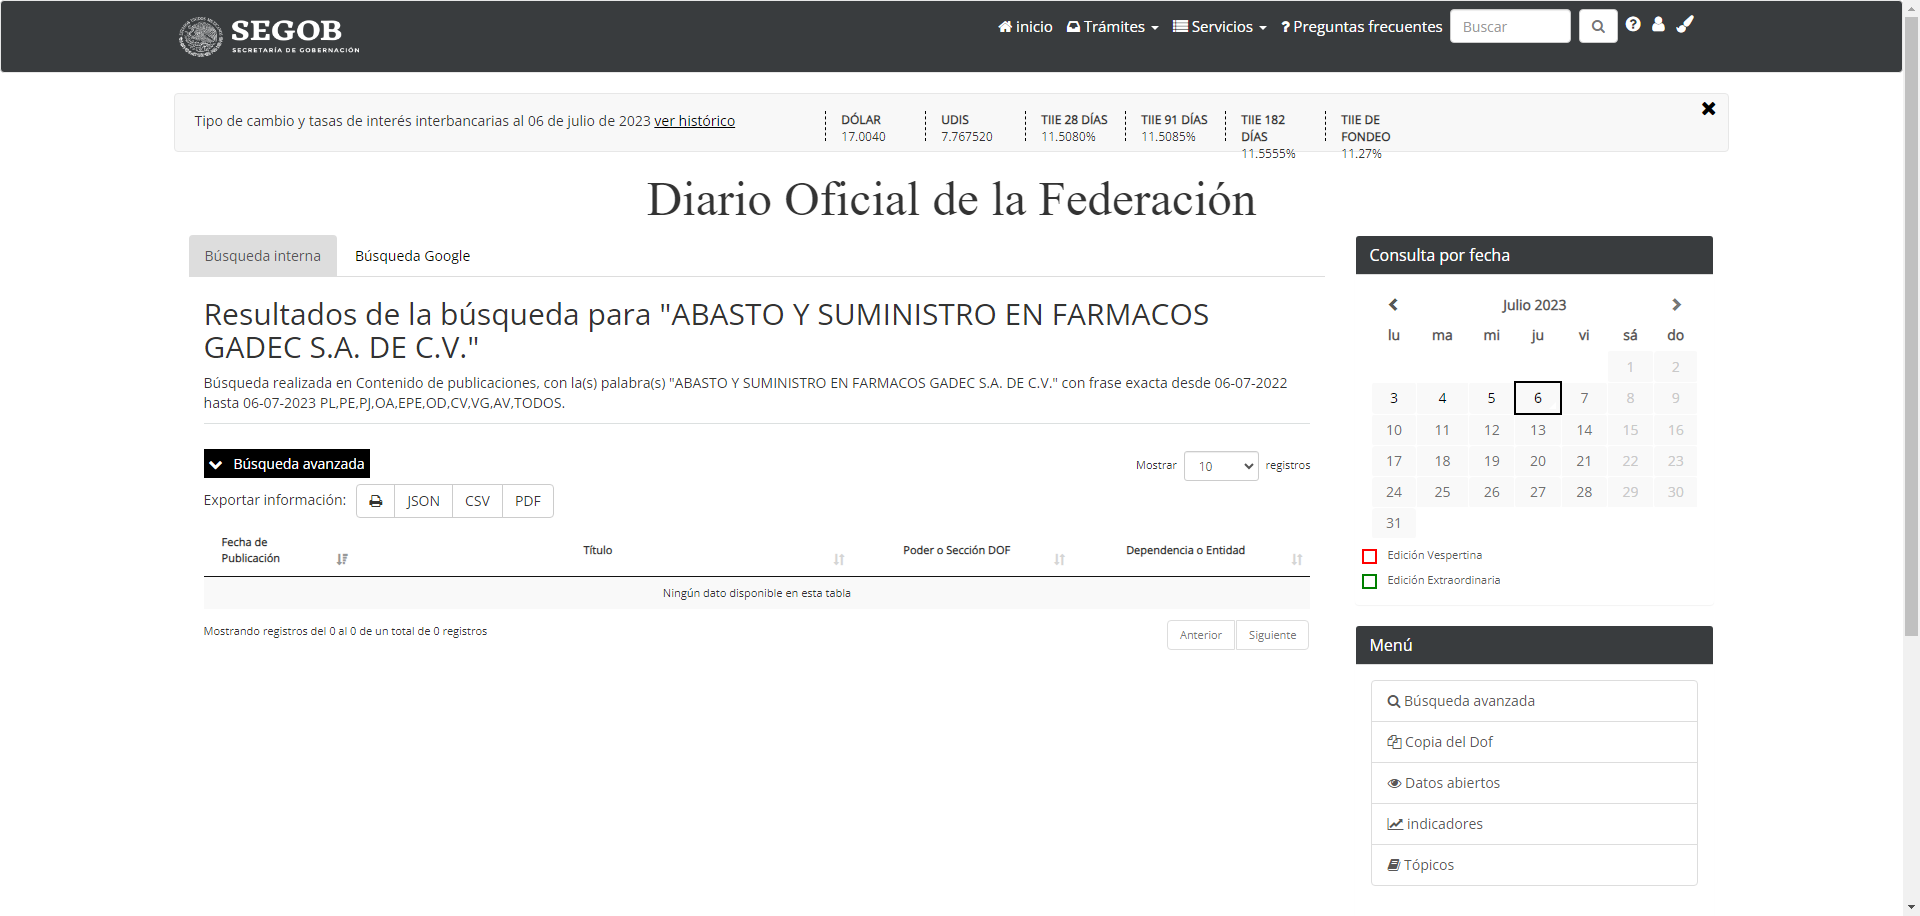 SEGOB
SECRETARÍA DE GOBERNACIÓN
inicio
Trámites
Servicios
? Preguntas frecuentes
Buscar
Tipo de cambio y tasas de interés interbancarias al 06 de julio de 2023 ver histórico
DÓLAR
17.0040
UDIS
7.767520
TIIE 28 DÍAS
11.5080%
TIIE 91 DÍAS
11.5085%
TIIE 182
DÍAS
11.5555%
TIIE DE
FONDEO
11.27%
Diario Oficial de la Federación
Búsqueda interna
Búsqueda Google
Resultados de la búsqueda para "ABASTO Y SUMINISTRO EN FARMACOS
GADEC S.A. DE C.V."
Búsqueda realizada en Contenido de publicaciones, con la(s) palabra(s) "ABASTO Y SUMINISTRO EN FARMACOS GADEC S.A. DE C.V." con frase exacta desde 06-07-2022
hasta 06-07-2023 PL,PE,PJ,OA,EPE,OD,CV,VG,AV,TODOS.
Búsqueda avanzada
Mostrar 10 registros
Exportar información:
JSON
CSV
PDF
Fecha de
Publicación
Título
Poder o Sección DOF
Dependencia o Entidad
Ningún dato disponible en esta tabla
Mostrando registros del 0 al 0 de un total de 0 registros
Anterior
Siguiente
Consulta por fecha
Julio 2023
lu ma mi ju vi sá do
1 2
3 4 5 6 7 8 9
10 11 12 13 14 15 16
17 18 19 20 21 22 23
24 25 26 27 28 29 30
31
Edición Vespertina
Edición Extraordinaria
Menú
Búsqueda avanzada
Copia del Dof
Datos abiertos
indicadores
Tópicos